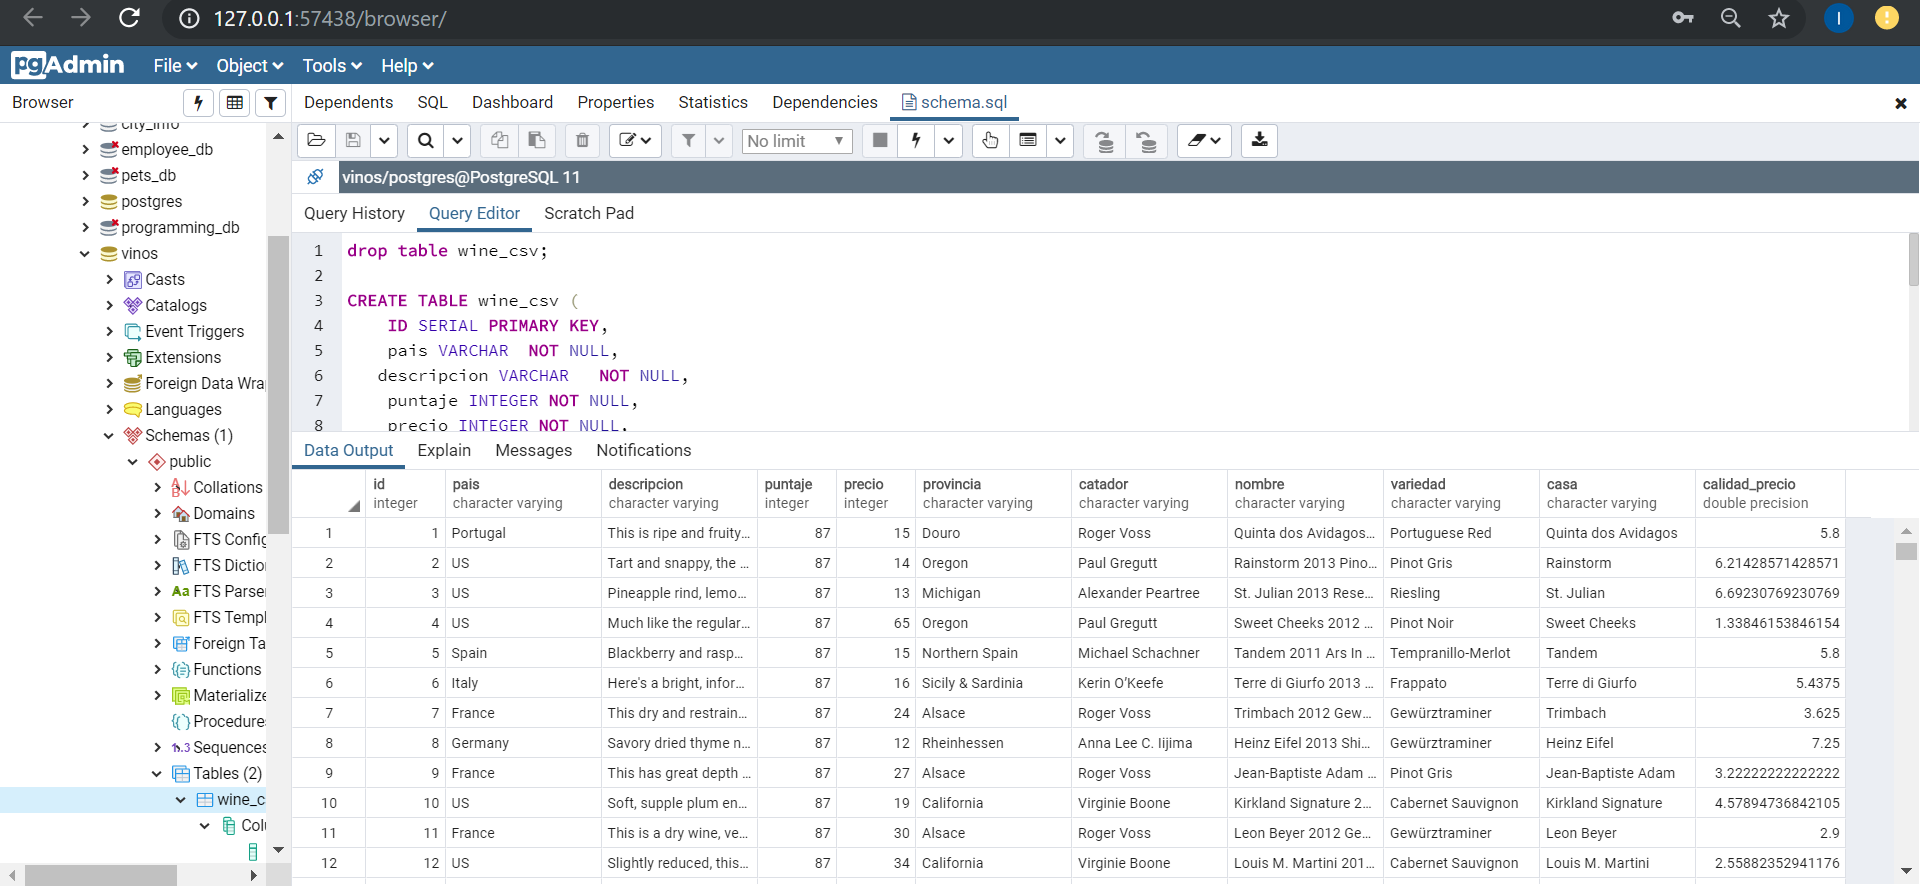 127.0.0.1:57438/browser/
I
pgAdmin File Object Tools Help
Browser
Dependents SQL Dashboard Properties Statistics Dependencies schema.sql
city_info
employee_db
pets_db
postgres
programming_db
vinos
Casts
Catalogs
Event Triggers
Extensions
Foreign Data Wra
Languages
Schemas (1)
public
Collations
Domains
FTS Config
FTS Dictio
FTS Parse
FTS Templ
Foreign Ta
Functions
Materialize
Procedure
1..3 Sequences
Tables (2)
wine_c
Colu
No limit
vinos/postgres@PostgreSQL 11
Query History Query Editor Scratch Pad
1 drop table wine_csv;
2
3 CREATE TABLE wine_csv (
4 ID SERIAL PRIMARY KEY,
5 pais VARCHAR NOT NULL,
6 descripcion VARCHAR NOT NULL,
7 puntaje INTEGER NOT NULL,
8 precio INTEGER NOT NULL,
Data Output Explain Messages Notifications
id pais descripcion puntaje precio provincia catador nombre variedad casa calidad_precio
integer character varying character varying integer integer character varying character varying character varying character varying character varying double precision
1 1 Portugal This is ripe and fruity... 87 15 Douro Roger Voss Quinta dos Avidagos... Portuguese Red Quinta dos Avidagos 5.8
2 2 US Tart and snappy, the ... 87 14 Oregon Paul Gregutt Rainstorm 2013 Pino... Pinot Gris Rainstorm 6.21428571428571
3 3 US Pineapple rind, lemo... 87 13 Michigan Alexander Peartree St. Julian 2013 Rese... Riesling St. Julian 6.69230769230769
4 4 US Much like the regular... 87 65 Oregon Paul Gregutt Sweet Cheeks 2012 ... Pinot Noir Sweet Cheeks 1.33846153846154
5 5 Spain Blackberry and rasp... 87 15 Northern Spain Michael Schachner Tandem 2011 Ars In ... Tempranillo-Merlot Tandem 5.8
6 6 Italy Here's a bright, infor... 87 16 Sicily & Sardinia Kerin O’Keefe Terre di Giurfo 2013 ... Frappato Terre di Giurfo 5.4375
7 7 France This dry and restrain... 87 24 Alsace Roger Voss Trimbach 2012 Gew... Gewürztraminer Trimbach 3.625
8 8 Germany Savory dried thyme n... 87 12 Rheinhessen Anna Lee C. Iijima Heinz Eifel 2013 Shi... Gewürztraminer Heinz Eifel 7.25
9 9 France This has great depth ... 87 27 Alsace Roger Voss Jean-Baptiste Adam ... Pinot Gris Jean-Baptiste Adam 3.22222222222222
10 10 US Soft, supple plum en... 87 19 California Virginie Boone Kirkland Signature 2... Cabernet Sauvignon Kirkland Signature 4.57894736842105
11 11 France This is a dry wine, ve... 87 30 Alsace Roger Voss Leon Beyer 2012 Ge... Gewürztraminer Leon Beyer 2.9
12 12 US Slightly reduced, this... 87 34 California Virginie Boone Louis M. Martini 201... Cabernet Sauvignon Louis M. Martini 2.55882352941176